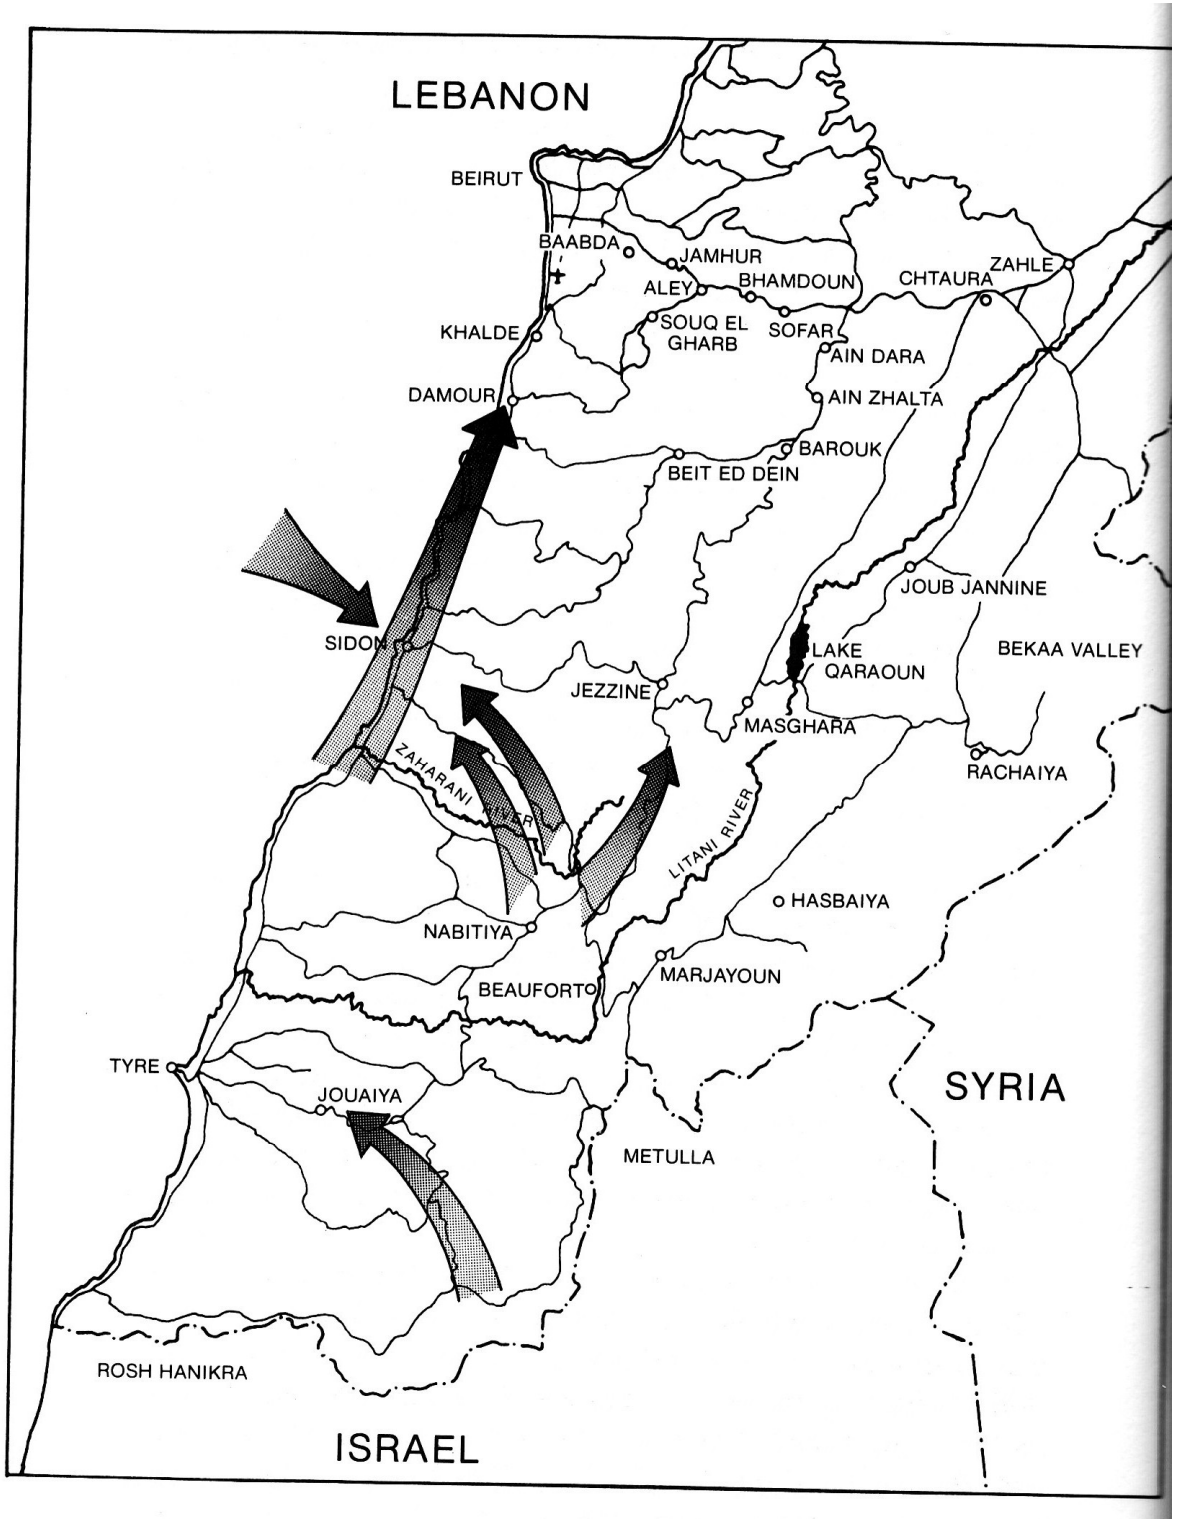 LEBANON
BEIRUT
BAABDA
JAMHUR
ZAHLE
ALEY
BHAMDOUN
CHTAURA
KHALDE
SOUQ EL
GHARB
SOFAR
AIN DARA
DAMOUR
AIN ZHALTA
BAROUK
BEIT ED DEIN
JOUB JANNINE
SIDON
LAKE
QARAOUN
BEKAA VALLEY
JEZZINE
MASGHARA
RACHAIYA
ZAHARANI RIVER
LITANI RIVER
HASBAIYA
NABITIYA
MARJAYOUN
BEAUFORT
TYRE
JOUAIYA
SYRIA
METULLA
ROSH HANIKRA
ISRAEL